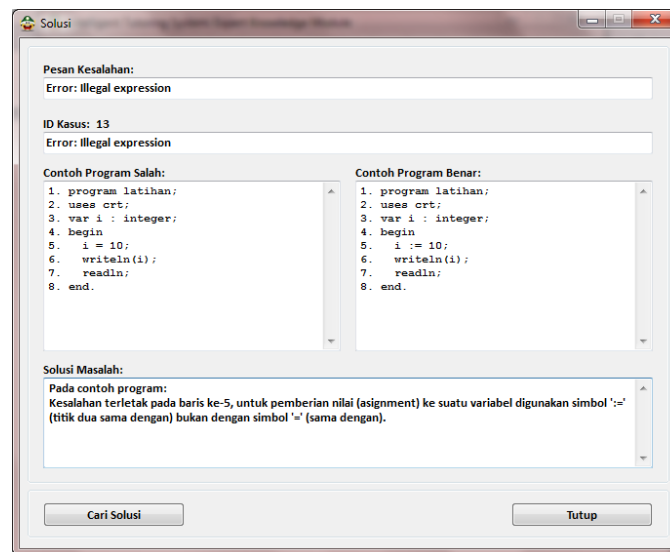 Solusi
Pesan Kesalahan:
Error: Illegal expression
ID Kasus: 13
Error: Illegal expression
Contoh Program Salah:
1. program latihan;
2. uses crt;
3. var i : integer;
4. begin
5.   i = 10;
6.   writeln(i);
7.   readln;
8. end.
Contoh Program Benar:
1. program latihan;
2. uses crt;
3. var i : integer;
4. begin
5.   i := 10;
6.   writeln(i);
7.   readln;
8. end.
Solusi Masalah:
Pada contoh program:
Kesalahan terletak pada baris ke-5, untuk pemberian nilai (asignment) ke suatu variabel digunakan simbol ':='
(titik dua sama dengan) bukan dengan simbol '=' (sama dengan).
Cari Solusi
Tutup